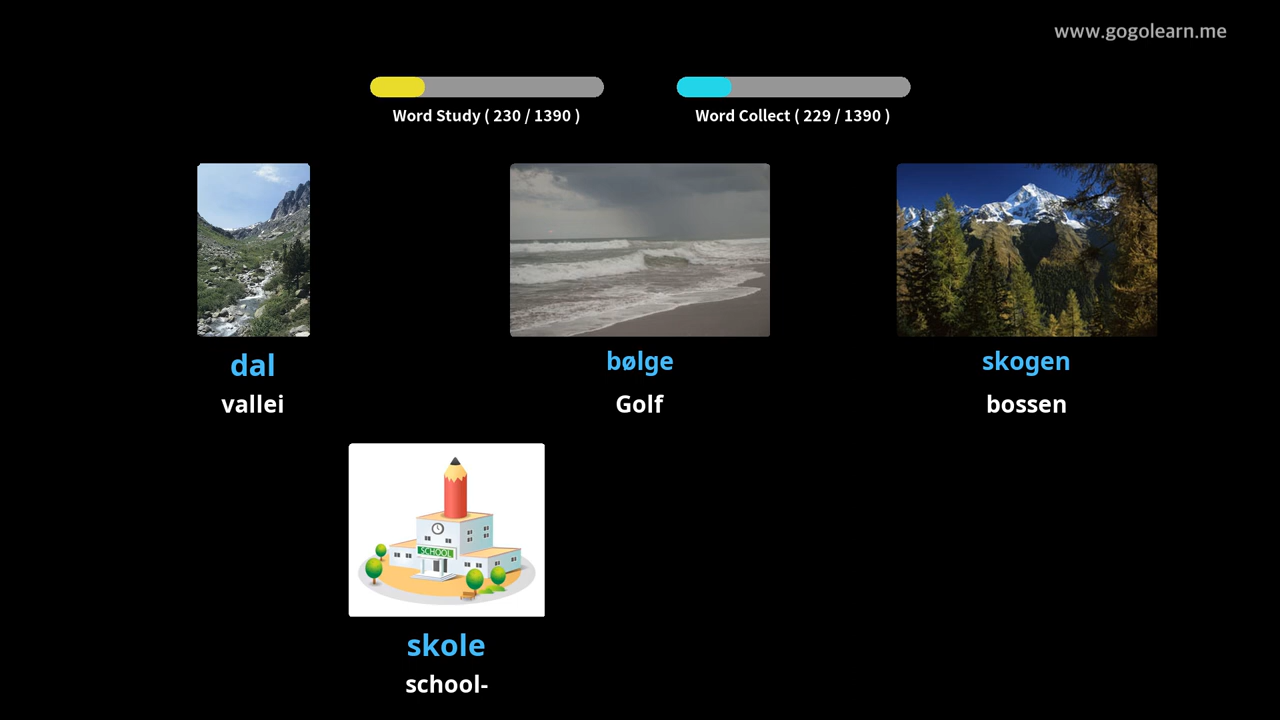 www.gogolearn.me
Word Study ( 230 / 1390 )
Word Collect ( 229 / 1390 )
dal
bølge
skogen
vallei
Golf
bossen
SCHOOL
skole
school-